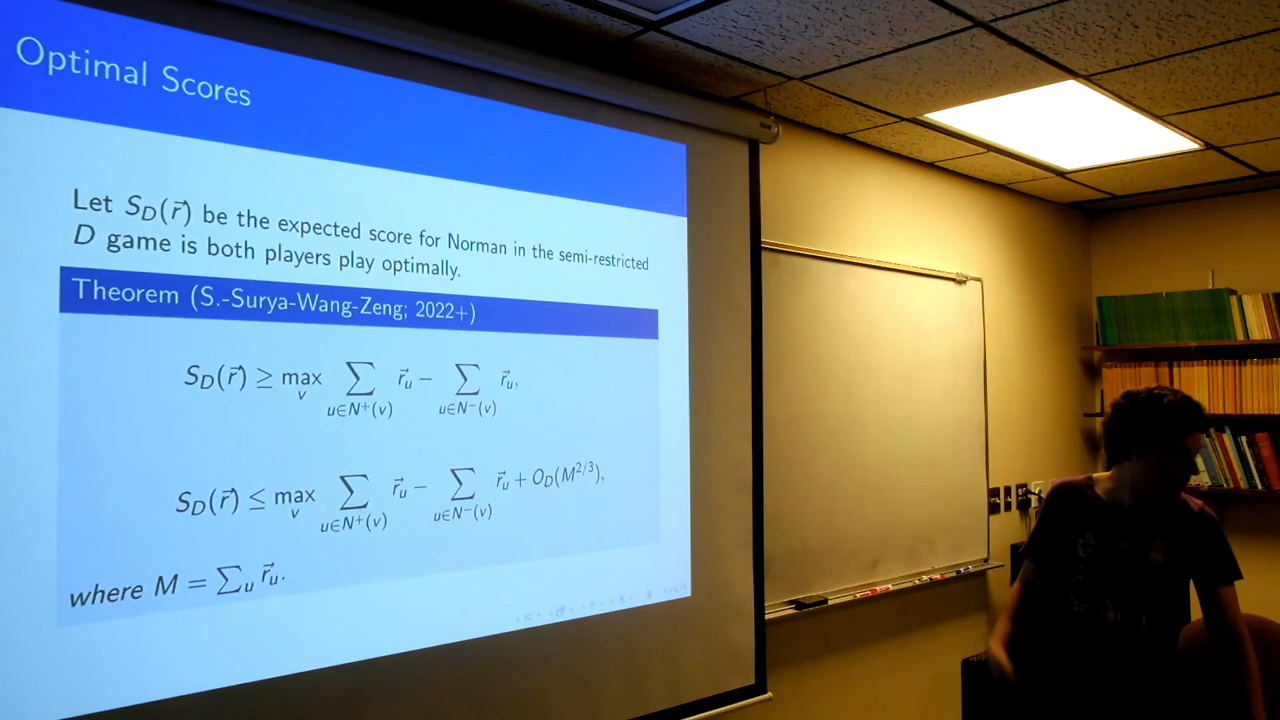 Optimal Scores
Let S_D(r⃗) be the expected score for Norman in the semi-restricted
D game is both players play optimally.
Theorem (S.-Surya-Wang-Zeng; 2022+)
S_D(r⃗) ≥ max_v ∑_{u∈N⁺(v)} r⃗_u − ∑_{u∈N⁻(v)} r⃗_u,
S_D(r⃗) ≤ max_v ∑_{u∈N⁺(v)} r⃗_u − ∑_{u∈N⁻(v)} r⃗_u + O_D(M^{2/3}),
where M = ∑_u r⃗_u.